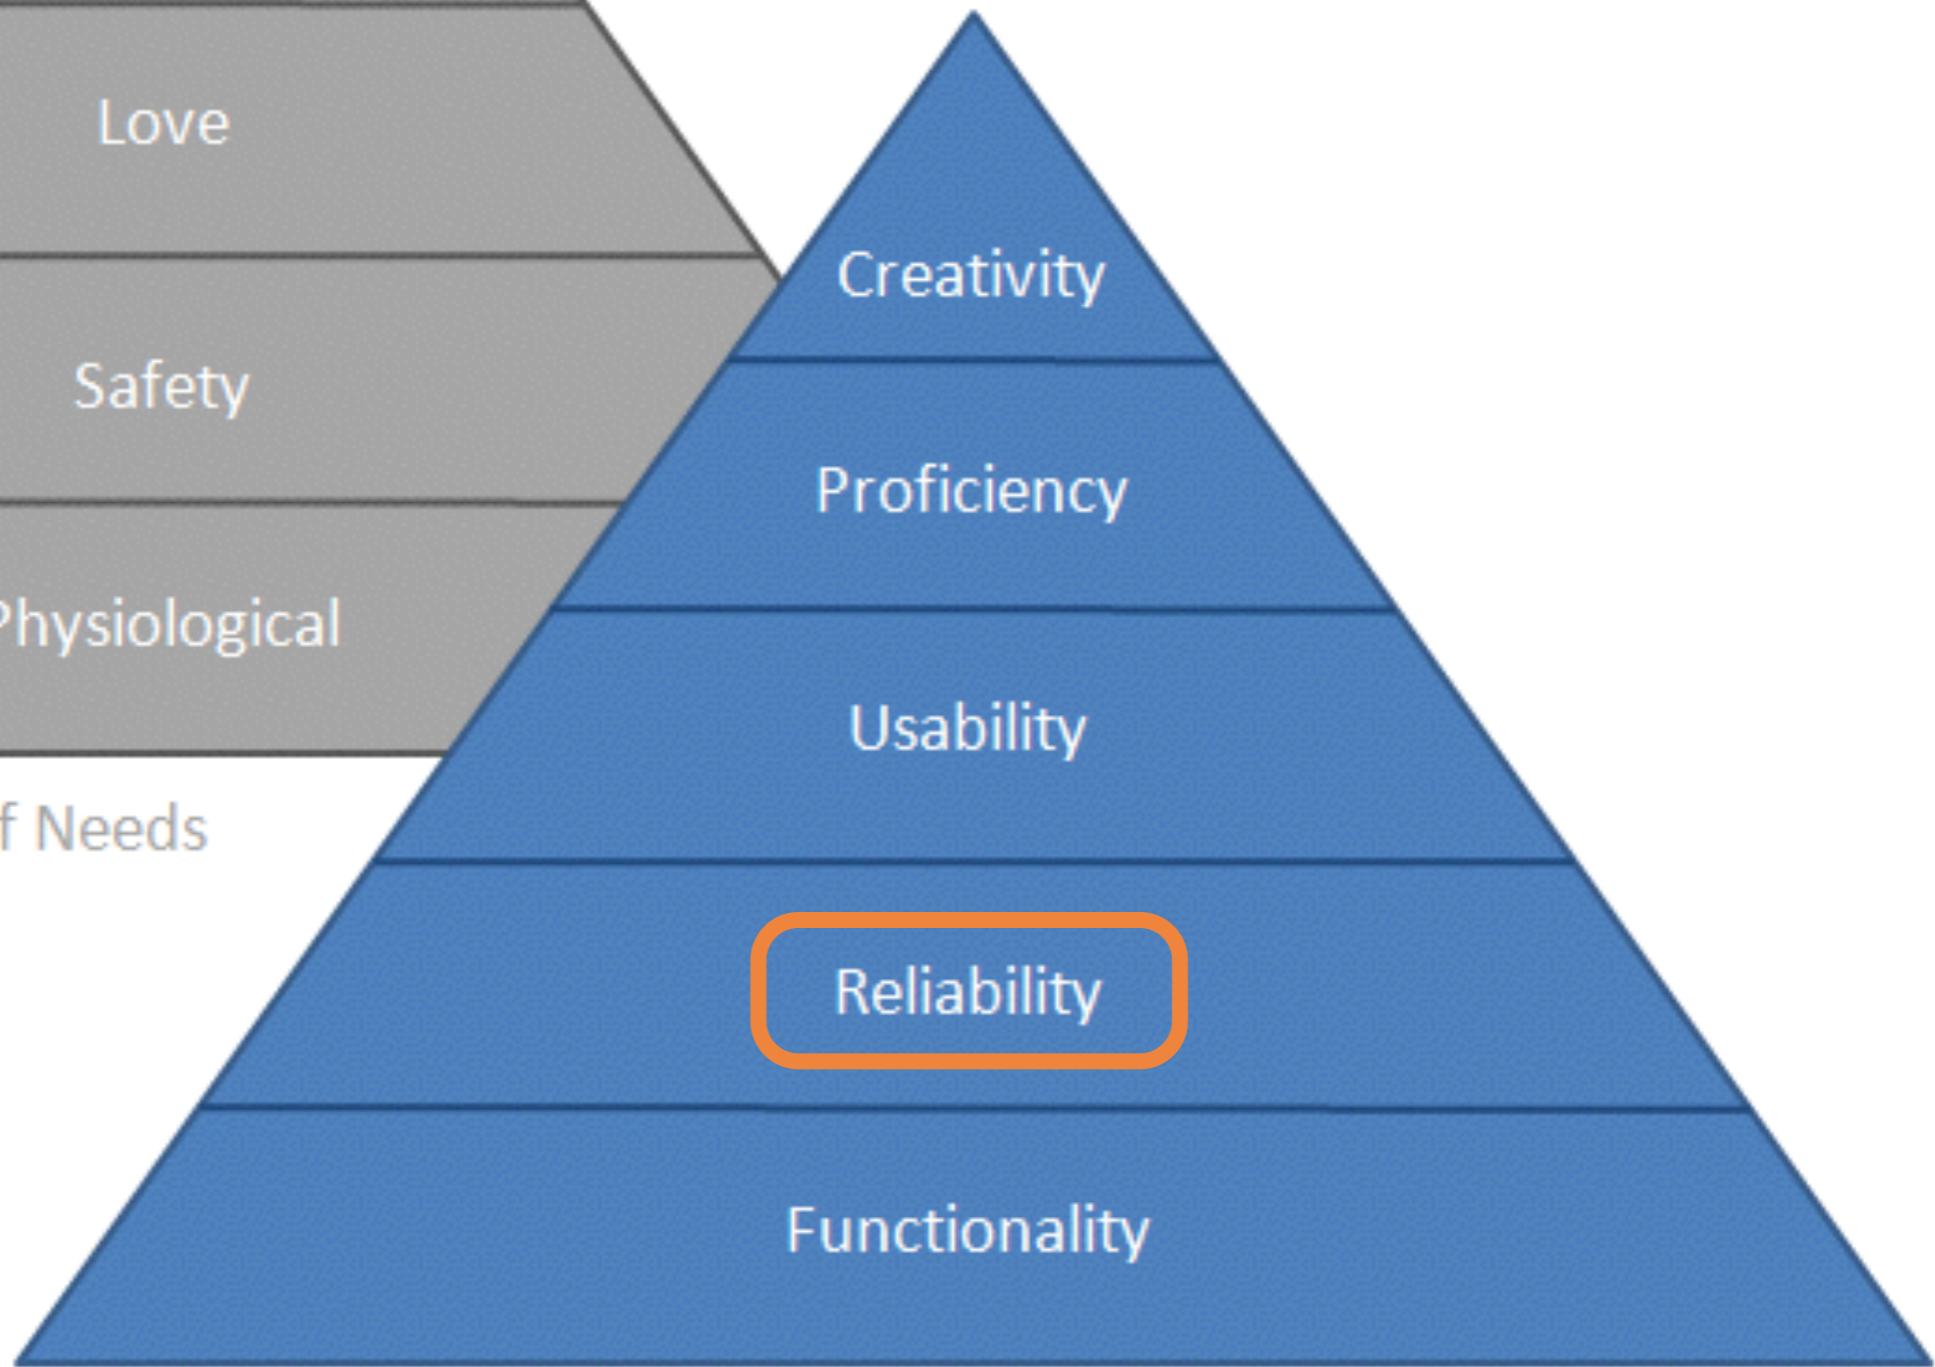 Love
Safety
Physiological
f Needs
Creativity
Proficiency
Usability
Reliability
Functionality